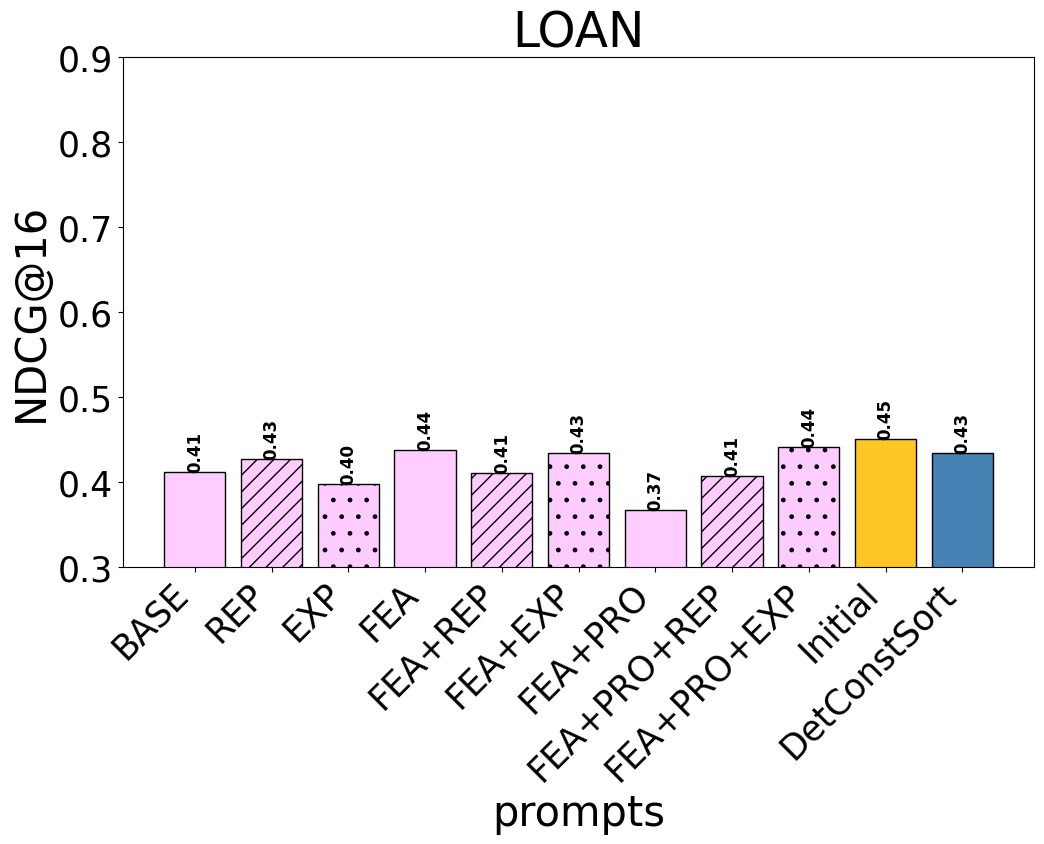 LOAN
NDCG@16
0.9
0.8
0.7
0.6
0.5
0.4
0.3
0.41
0.43
0.40
0.44
0.41
0.43
0.37
0.41
0.44
0.45
0.43
BASE
REP
EXP
FEA
FEA+REP
FEA+EXP
FEA+PRO
FEA+PRO+REP
FEA+PRO+EXP
Initial
DetConstSort
prompts